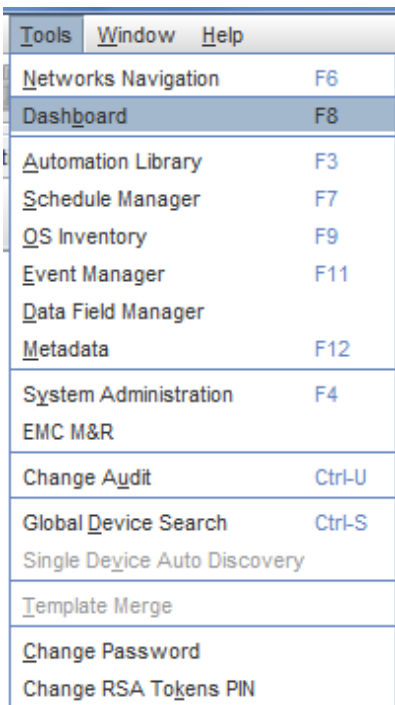 Tools Window Help
Networks Navigation F6
Dashboard F8
Automation Library F3
Schedule Manager F7
OS Inventory F9
Event Manager F11
Data Field Manager
Metadata F12
System Administration F4
EMC M&R
Change Audit Ctrl-U
Global Device Search Ctrl-S
Single Device Auto Discovery
Template Merge
Change Password
Change RSA Tokens PIN